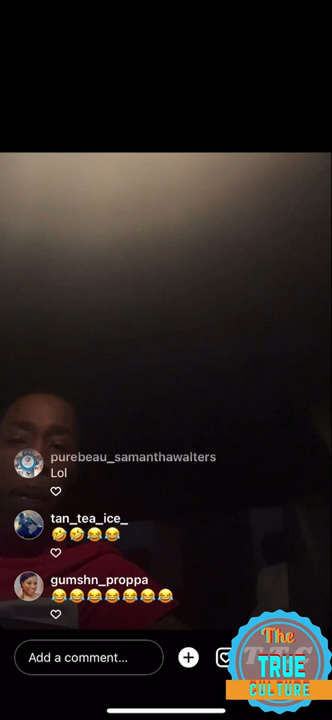 purebeau_samanthawalters
Lol
tan_tea_ice_
🤣🤣😂😂
gumshn_proppa
😂😂😂😂😂😂😂
Add a comment...
The
TRUE
CULTURE